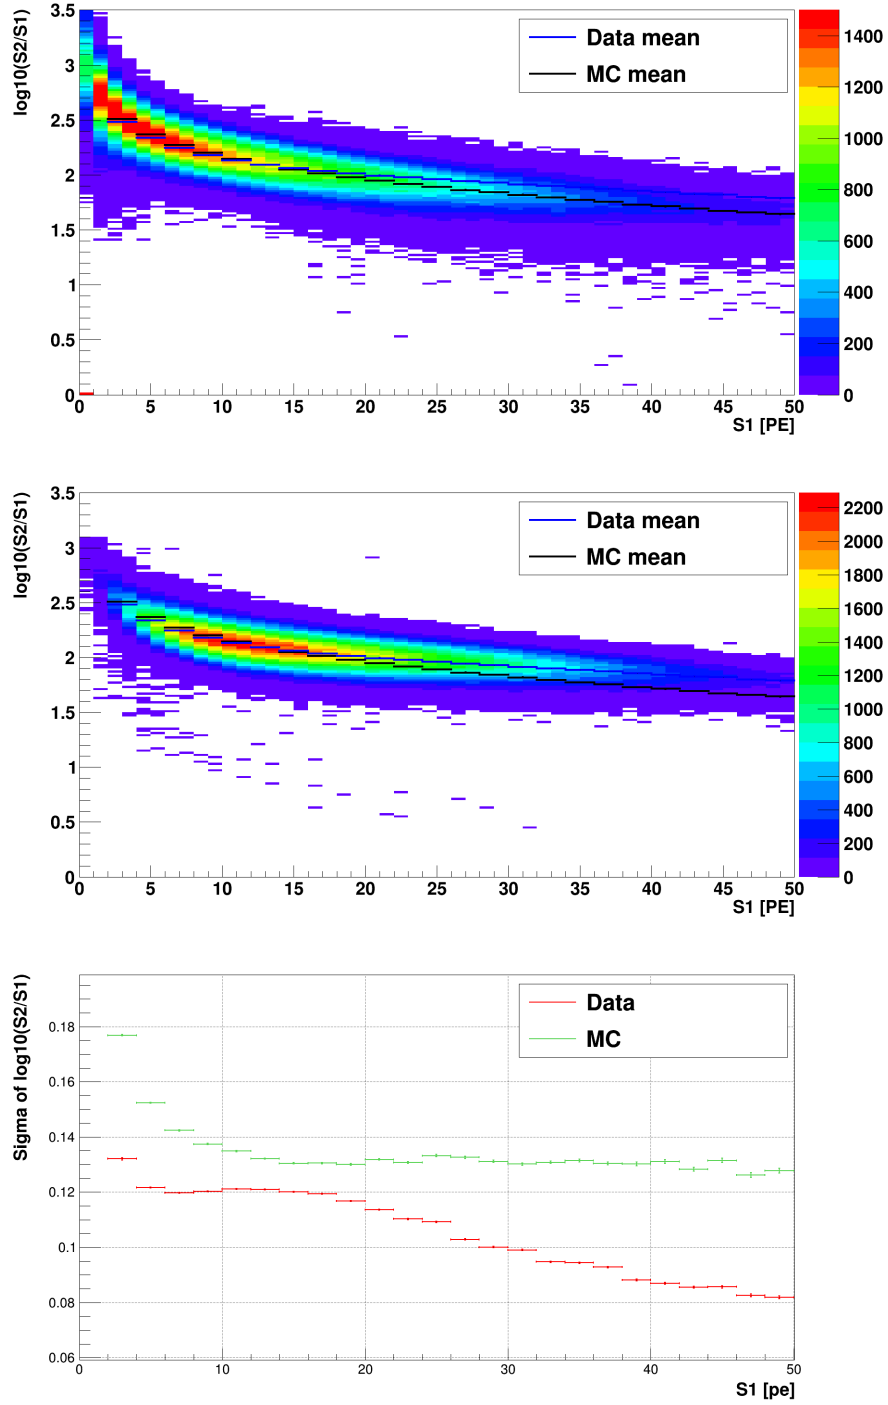 log10(S2/S1)
3.5
3
2.5
2
1.5
1
0.5
0
Data mean
MC mean
1400
1200
1000
800
600
400
200
0
0 5 10 15 20 25 30 35 40 45 50
S1 [PE]
log10(S2/S1)
3.5
3
2.5
2
1.5
1
0.5
0
Data mean
MC mean
2200
2000
1800
1600
1400
1200
1000
800
600
400
200
0
0 5 10 15 20 25 30 35 40 45 50
S1 [PE]
Sigma of log10(S2/S1)
0.18
0.16
0.14
0.12
0.1
0.08
0.06
Data
MC
0 10 20 30 40 50
S1 [pe]